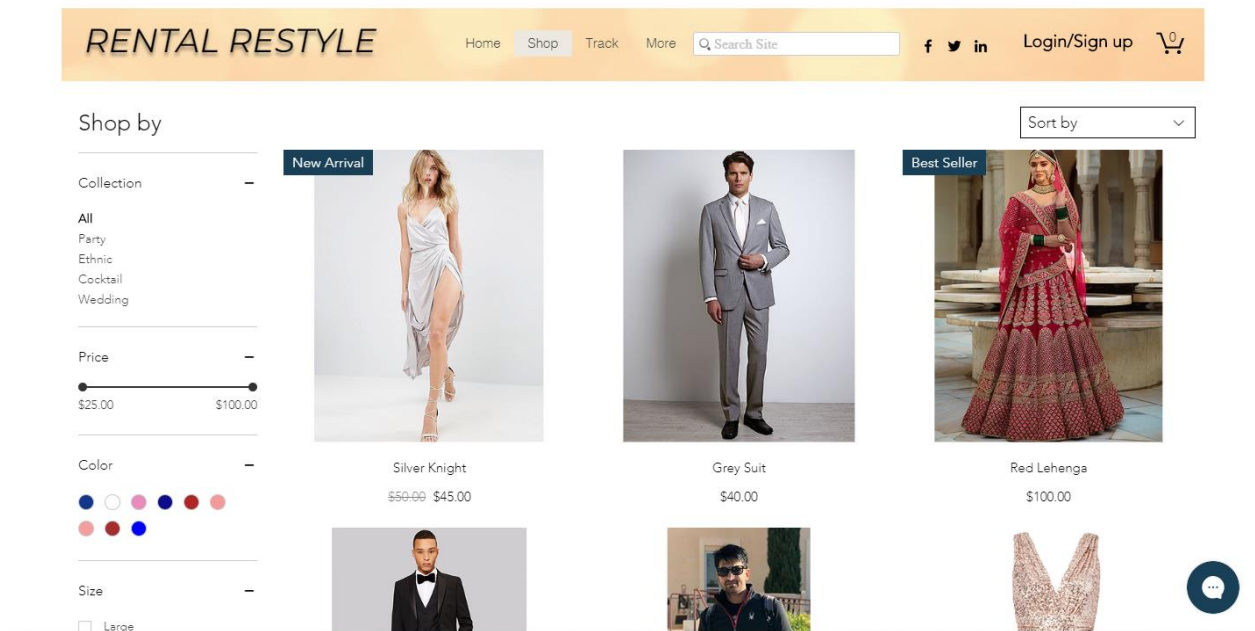 RENTAL RESTYLE
Home Shop Track More Search Site Login/Sign up 0
Shop by
Sort by
Collection
All
Party
Ethnic
Cocktail
Wedding
Price
$25.00 $100.00
Color
Size
Large
New Arrival
Silver Knight
$50.00 $45.00
Grey Suit
$40.00
Best Seller
Red Lehenga
$100.00